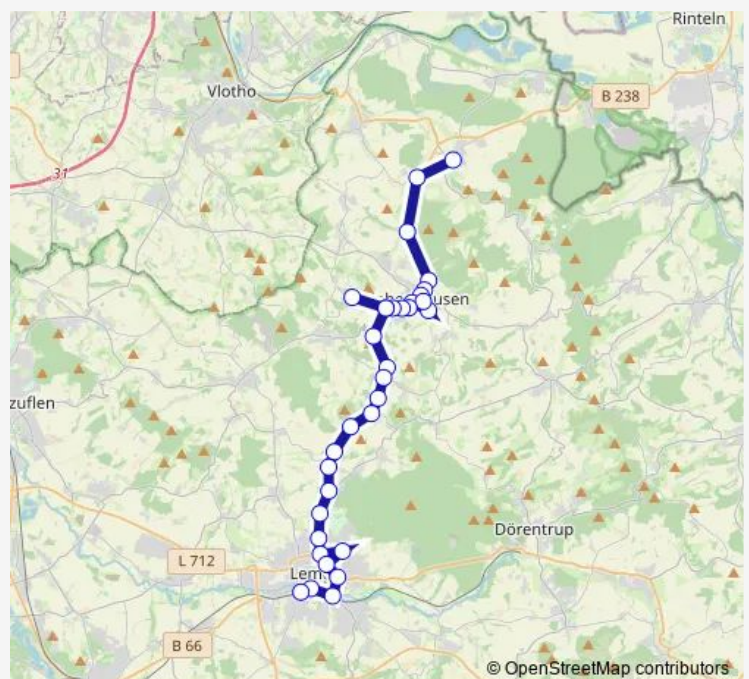 Rinteln
Vlotho
B 238
31
zuflen
Dörentrup
L 712
B 66
© OpenStreetMap contributors